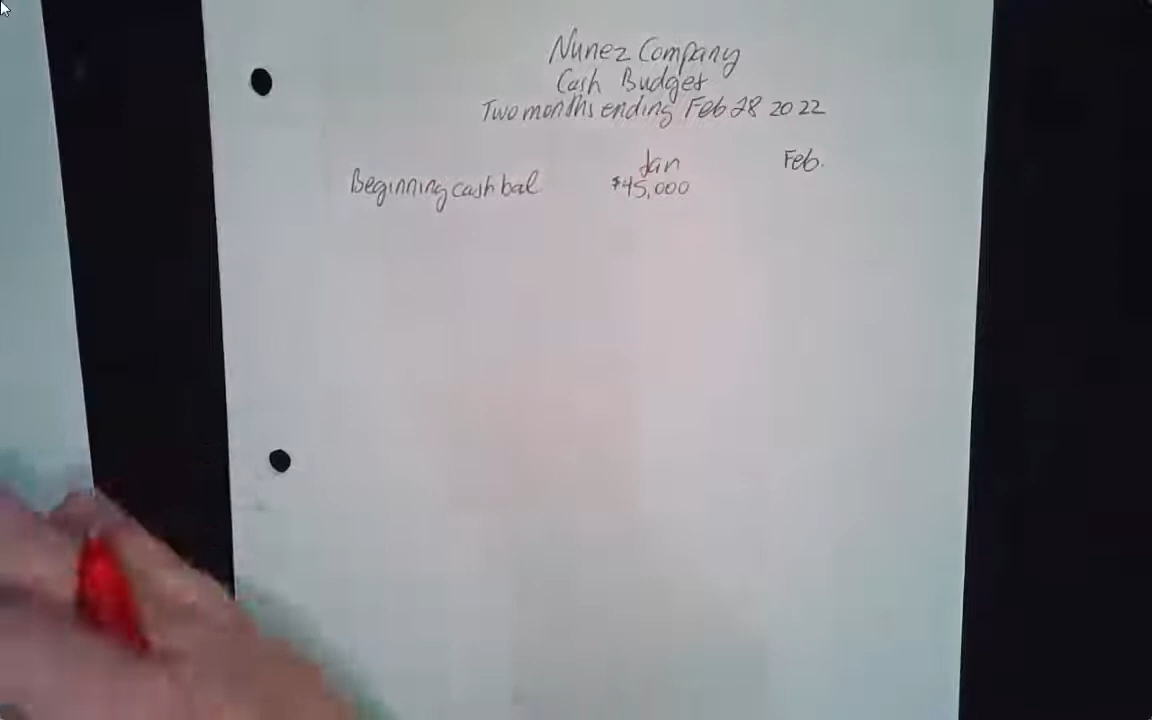 Nunez Company
Cash Budget
Two months ending Feb 28 2022
Jan Feb.
Beginning cash bal $45,000